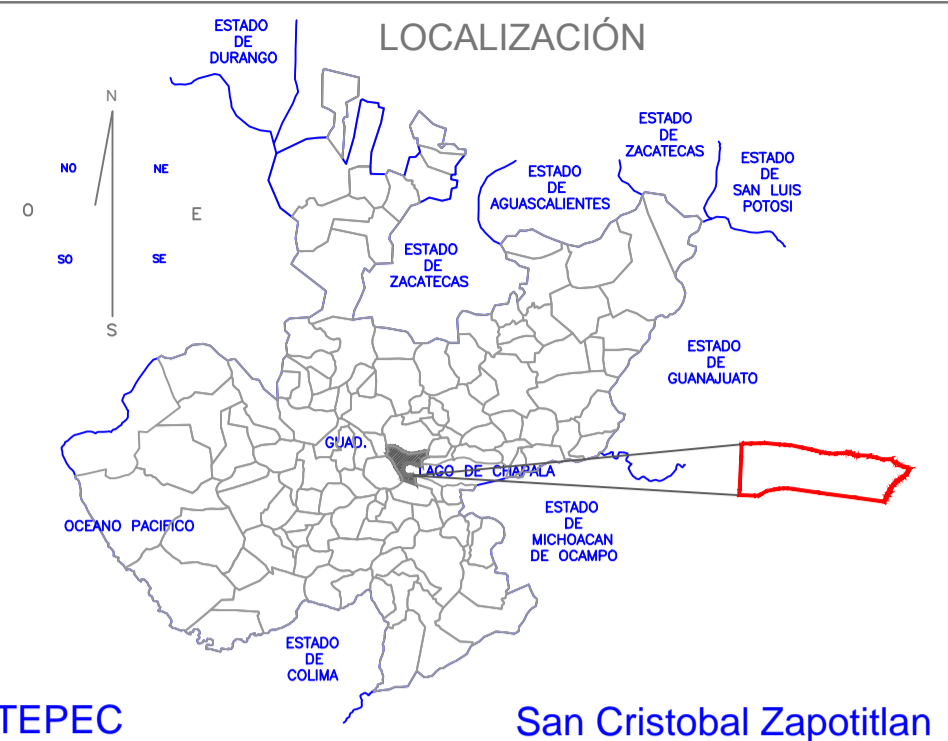 LOCALIZACIÓN
ESTADO
DE
DURANGO
N
NO
NE
O
E
SO
SE
S
ESTADO
DE
ZACATECAS
ESTADO
DE
SAN LUIS
POTOSI
ESTADO
DE
AGUASCALIENTES
ESTADO
DE
ZACATECAS
ESTADO
DE
GUANAJUATO
GUAD.
LAGO DE CHAPALA
OCEANO PACIFICO
ESTADO
DE
MICHOACAN
DE OCAMPO
ESTADO
DE
COLIMA
TEPEC
San Cristobal Zapotitlan